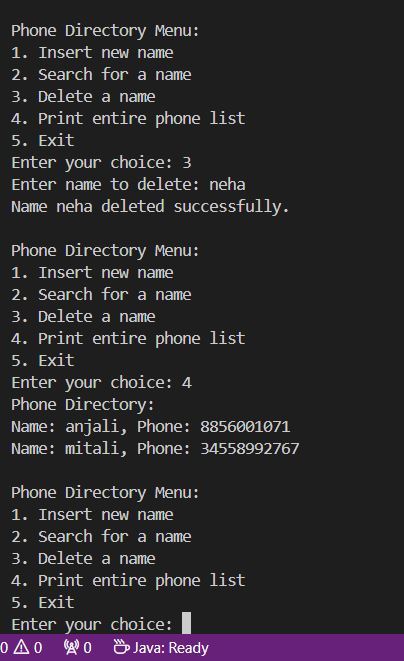 Phone Directory Menu:
1. Insert new name
2. Search for a name
3. Delete a name
4. Print entire phone list
5. Exit
Enter your choice: 3
Enter name to delete: neha
Name neha deleted successfully.
Phone Directory Menu:
1. Insert new name
2. Search for a name
3. Delete a name
4. Print entire phone list
5. Exit
Enter your choice: 4
Phone Directory:
Name: anjali, Phone: 8856001071
Name: mitali, Phone: 34558992767
Phone Directory Menu:
1. Insert new name
2. Search for a name
3. Delete a name
4. Print entire phone list
5. Exit
Enter your choice:
0 0 0 Java: Ready